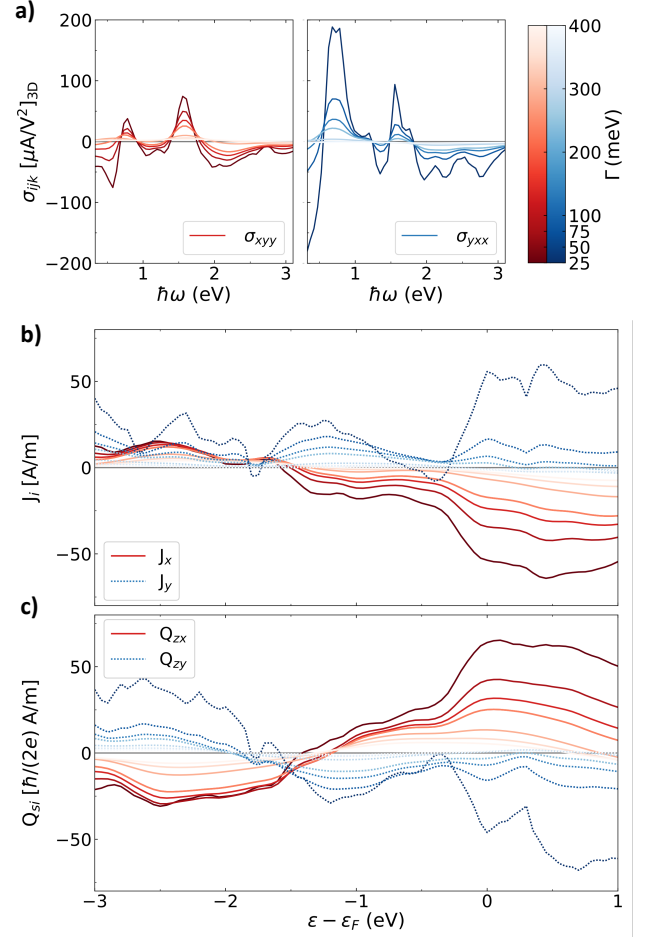 a)
200
100
0
−100
−200
σijk [μA/V²]3D
σxyy
σyxx
1 2 3
1 2 3
ħω (eV)
ħω (eV)
400
300
200
100
75
50
25
Γ (meV)
b)
50
0
−50
Ji [A/m]
Jx
Jy
c)
50
0
−50
Qsi [ħ/(2e) A/m]
Qzx
Qzy
−3 −2 −1 0 1
ε − εF (eV)